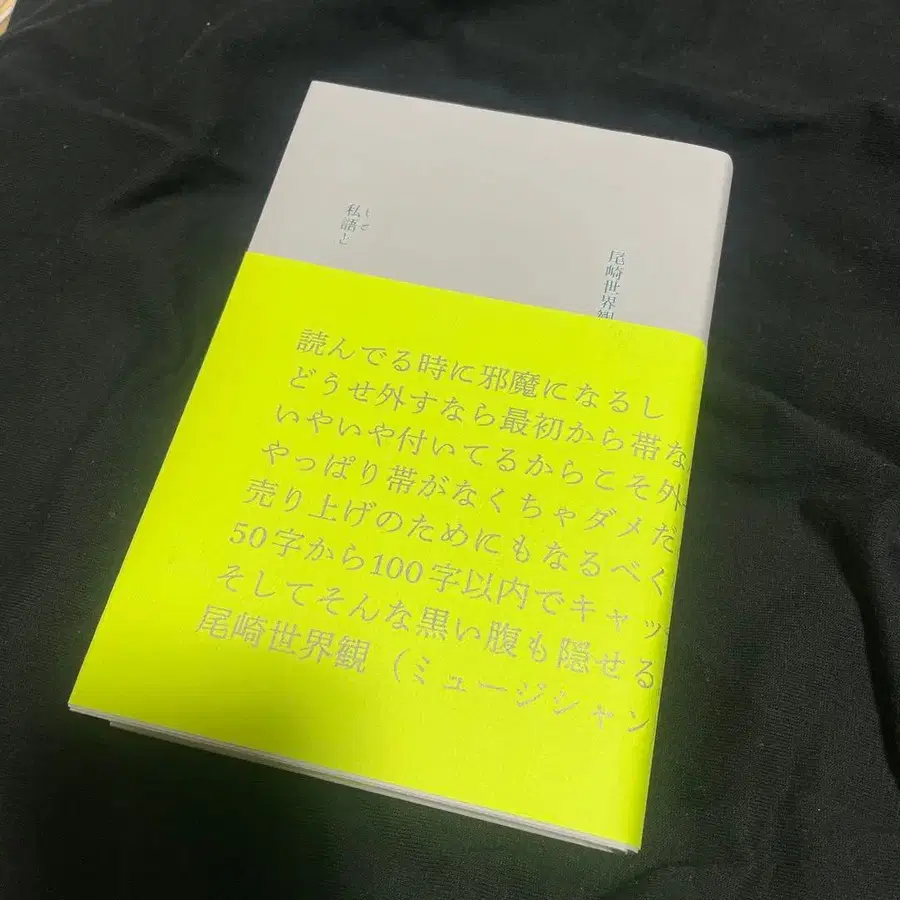 私語と
しご
尾崎世界観
読んでる時に邪魔になるし
どうせ外すなら最初から帯な
いやいや付いてるからこそ外
やっぱり帯がなくちゃダメだ
売り上げのためにもなるべく
50字から100字以内でキャッ
そしてそんな黒い腹も隠せる
尾崎世界観(ミュージシャン